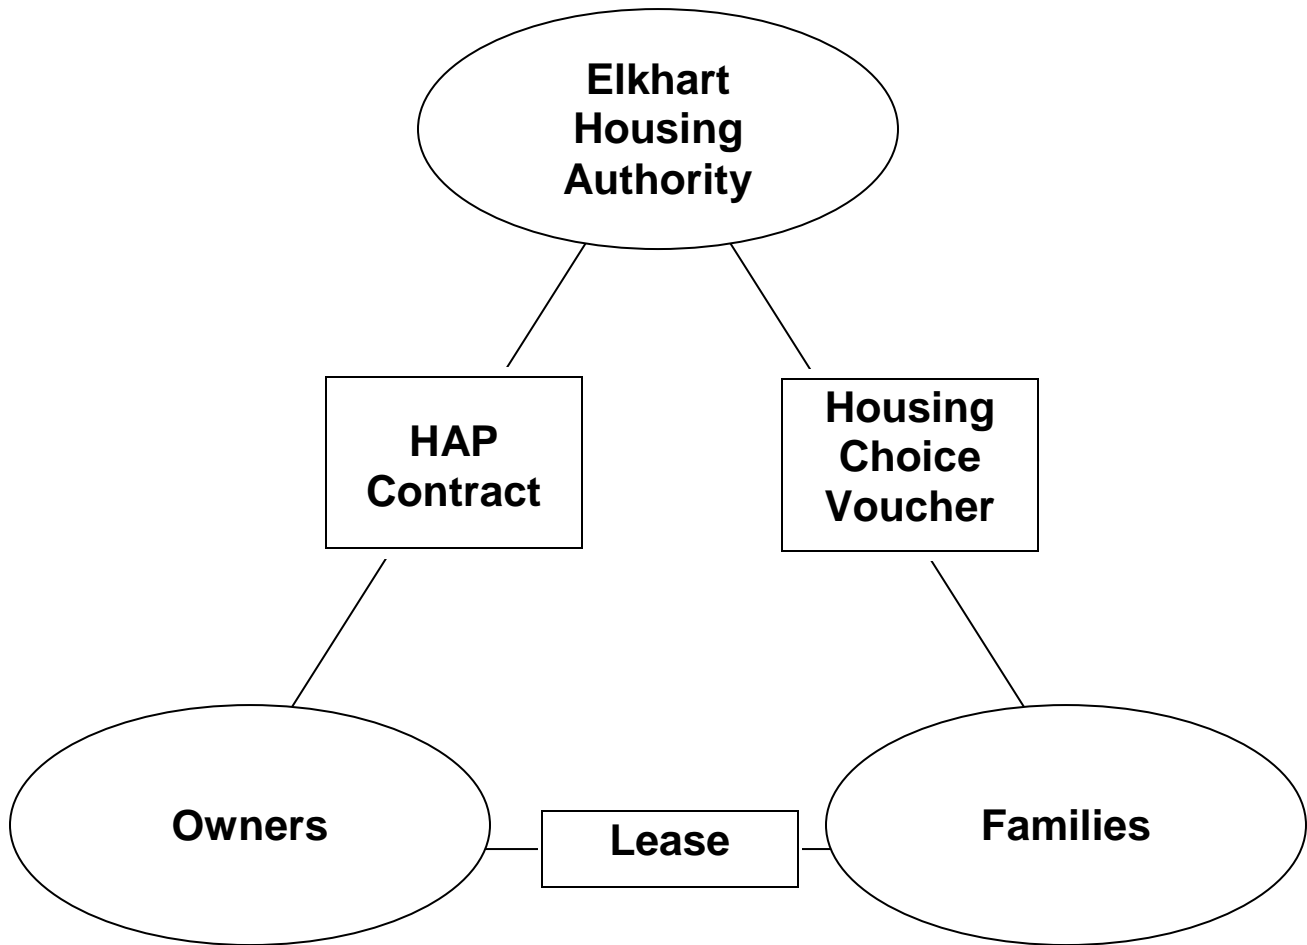 Elkhart
Housing
Authority
HAP
Contract
Housing
Choice
Voucher
Owners
Lease
Families